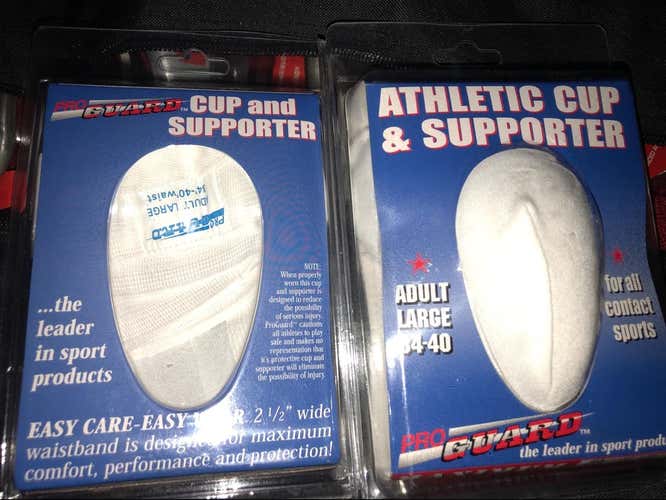 PRO GUARD™ CUP and
SUPPORTER
ADULT LARGE
34'-40'waist
NOTE:
When properly
worn this cup
and supporter is
designed to reduce
the possibility
of serious injury.
ProGuard™ cautions
all athletes to play
safe and makes no
representation that
it's protective cup and
supporter will eliminate
the possibility of injury.
...the
leader
in sport
products
EASY CARE-EASY 2 ½" wide
waistband is designed for maximum
comfort, performance and protection!
ATHLETIC CUP
& SUPPORTER
ADULT
LARGE
34-40
for all
contact
sports
PRO GUARD™
the leader in sport produc